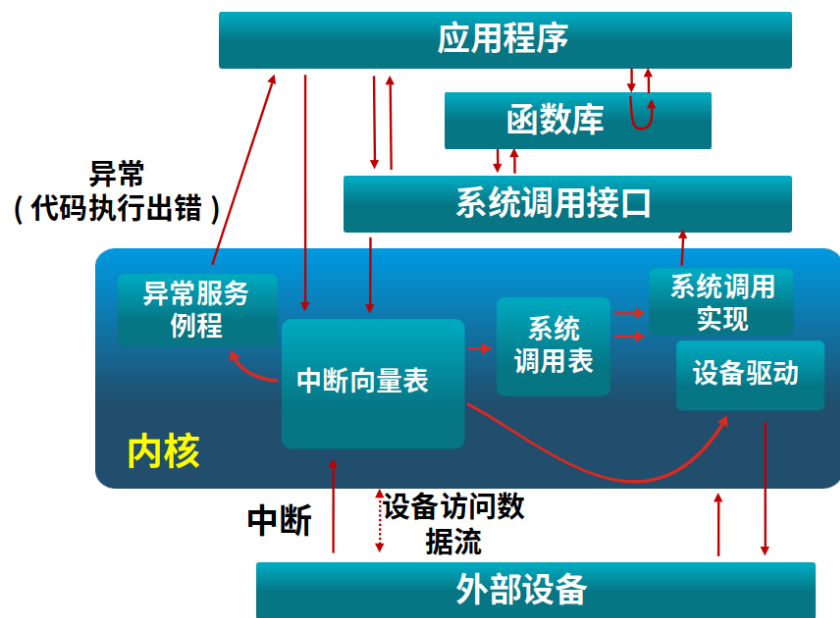 应用程序
函数库
异常
( 代码执行出错 )
系统调用接口
异常服务
例程
系统调用
实现
系统
调用表
中断向量表
设备驱动
内核
中断
设备访问数
据流
外部设备